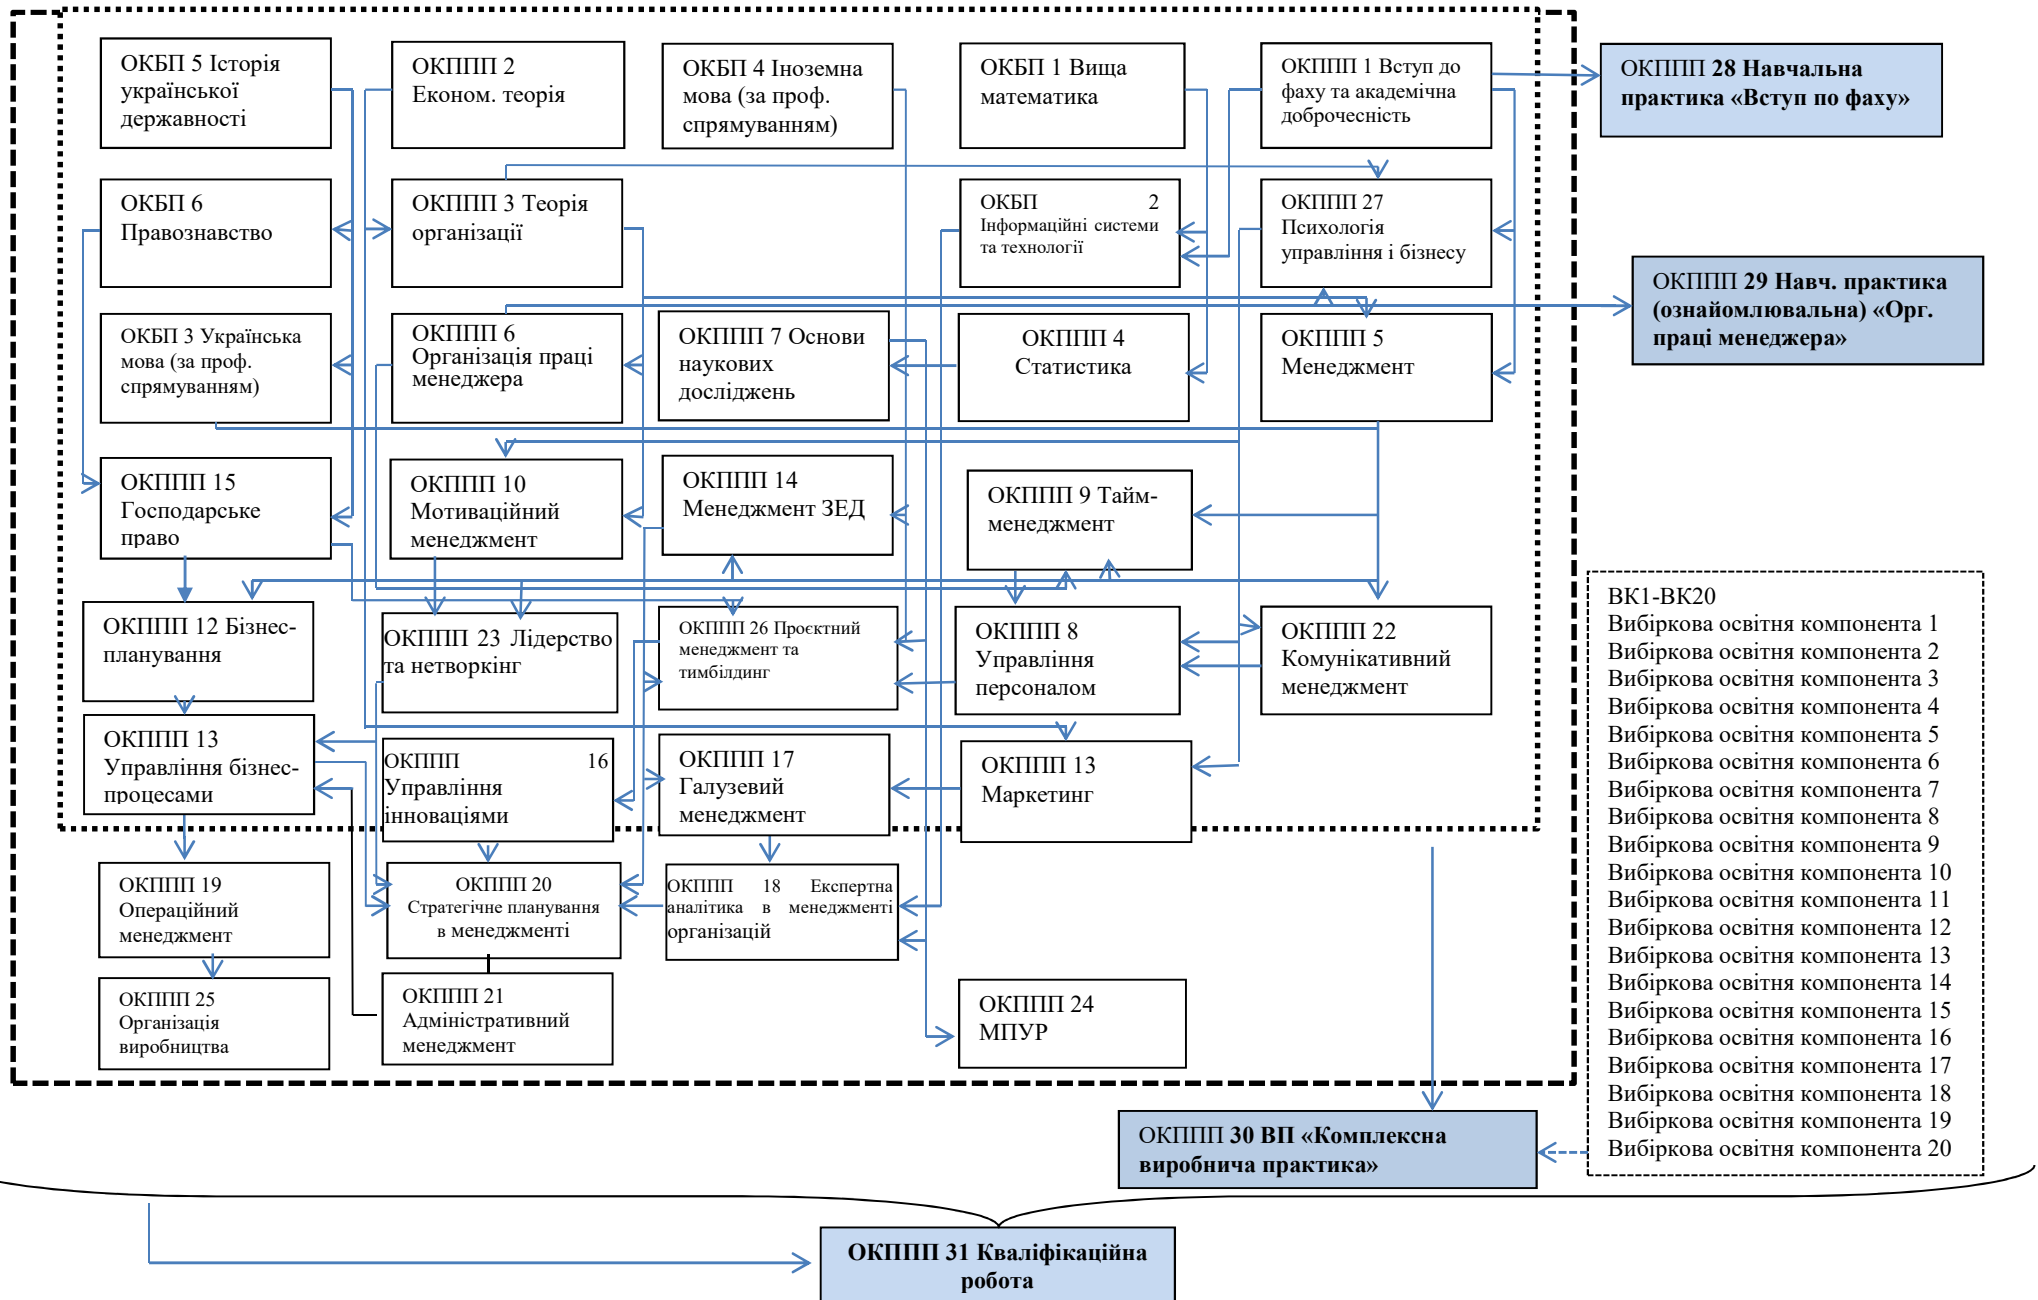 ОКБП 5 Історія
української
державності
ОКППП 2
Економ. теорія
ОКБП 4 Іноземна
мова (за проф.
спрямуванням)
ОКБП 1 Вища
математика
ОКППП 1 Вступ до
фаху та академічна
доброчесність
ОКППП 28 Навчальна
практика «Вступ по фаху»
ОКБП 6
Правознавство
ОКППП 3 Теорія
організації
ОКБП 2
Інформаційні системи
та технології
ОКППП 27
Психологія
управління і бізнесу
ОКППП 29 Навч. практика
(ознайомлювальна) «Орг.
праці менеджера»
ОКБП 3 Українська
мова (за проф.
спрямуванням)
ОКППП 6
Організація праці
менеджера
ОКППП 7 Основи
наукових
досліджень
ОКППП 4
Статистика
ОКППП 5
Менеджмент
ОКППП 15
Господарське
право
ОКППП 10
Мотиваційний
менеджмент
ОКППП 14
Менеджмент ЗЕД
ОКППП 9 Тайм-
менеджмент
ОКППП 12 Бізнес-
планування
ОКППП 23 Лідерство
та нетворкінг
ОКППП 26 Проєктний
менеджмент та
тимбілдинг
ОКППП 8
Управління
персоналом
ОКППП 22
Комунікативний
менеджмент
ОКППП 13
Управління бізнес-
процесами
ОКППП 16
Управління
інноваціями
ОКППП 17
Галузевий
менеджмент
ОКППП 13
Маркетинг
ОКППП 19
Операційний
менеджмент
ОКППП 20
Стратегічне планування
в менеджменті
ОКППП 18 Експертна
аналітика в менеджменті
організацій
ОКППП 25
Організація
виробництва
ОКППП 21
Адміністративний
менеджмент
ОКППП 24
МПУР
ВК1-ВК20
Вибіркова освітня компонента 1
Вибіркова освітня компонента 2
Вибіркова освітня компонента 3
Вибіркова освітня компонента 4
Вибіркова освітня компонента 5
Вибіркова освітня компонента 6
Вибіркова освітня компонента 7
Вибіркова освітня компонента 8
Вибіркова освітня компонента 9
Вибіркова освітня компонента 10
Вибіркова освітня компонента 11
Вибіркова освітня компонента 12
Вибіркова освітня компонента 13
Вибіркова освітня компонента 14
Вибіркова освітня компонента 15
Вибіркова освітня компонента 16
Вибіркова освітня компонента 17
Вибіркова освітня компонента 18
Вибіркова освітня компонента 19
Вибіркова освітня компонента 20
ОКППП 30 ВП «Комплексна
виробнича практика»
ОКППП 31 Кваліфікаційна
робота